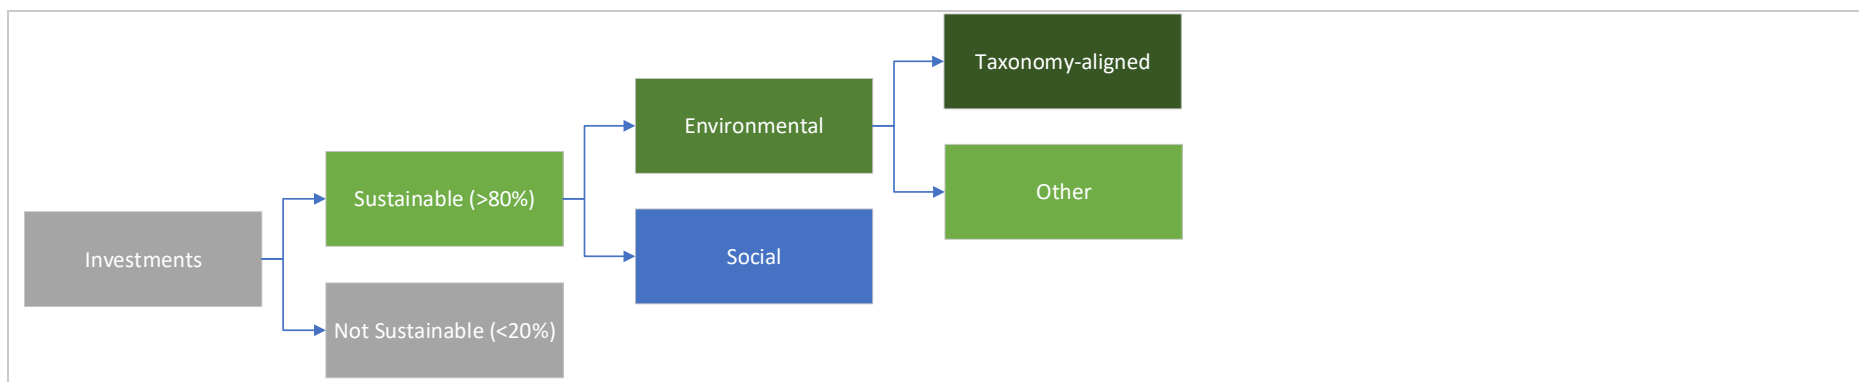 Taxonomy-aligned
Environmental
Sustainable (>80%)
Other
Social
Investments
Not Sustainable (<20%)